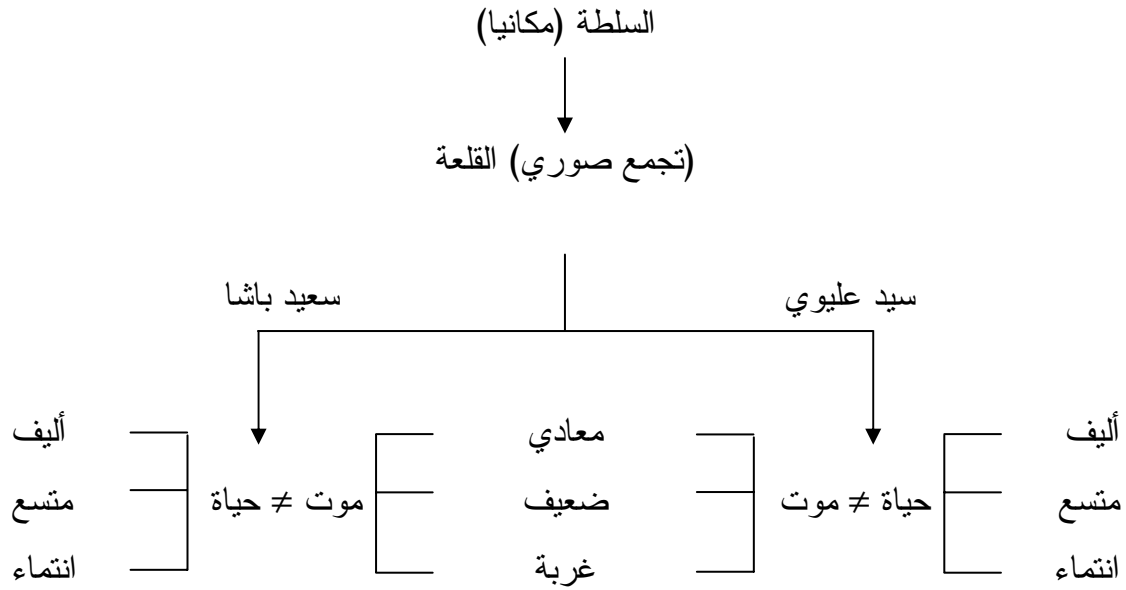 السلطة (مكانيا)
(تجمع صوري) القلعة
سيد عليوي سعيد باشا
أليف معادي أليف
متسع حياة ≠ موت ضعيف موت ≠ حياة متسع
انتماء غربة انتماء